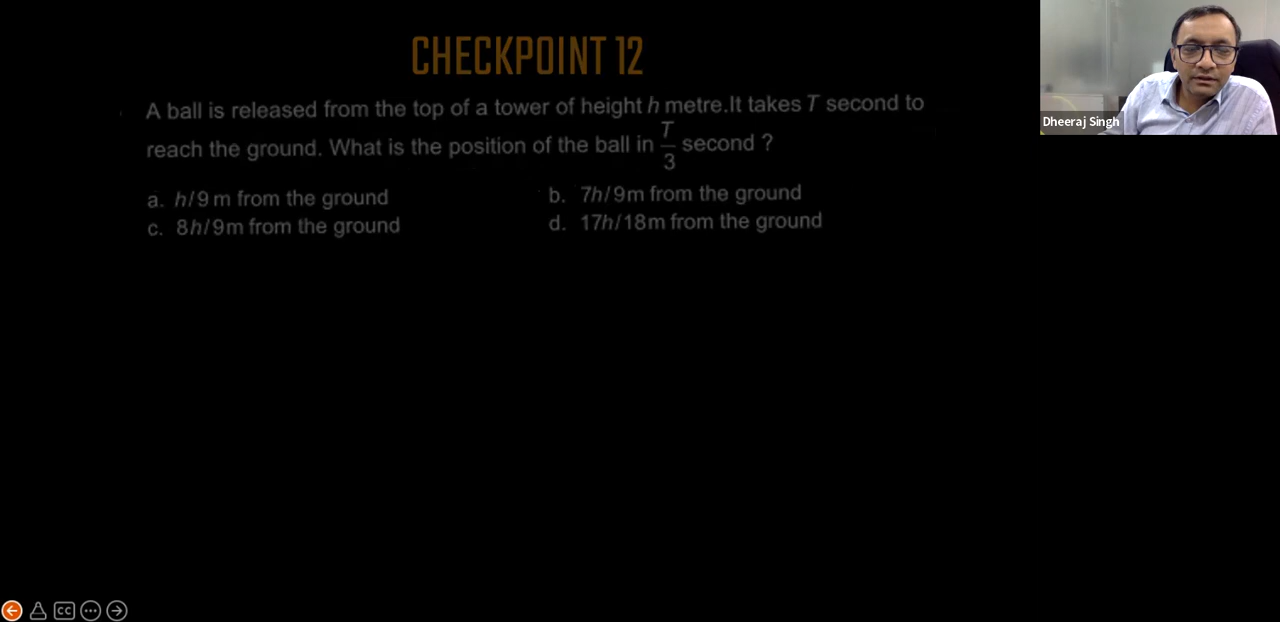 CHECKPOINT 12
A ball is released from the top of a tower of height h metre.It takes T second to
reach the ground. What is the position of the ball in T/3 second ?
a. h/9 m from the ground
b. 7h/9m from the ground
c. 8h/9m from the ground
d. 17h/18m from the ground
Dheeraj Singh
CC